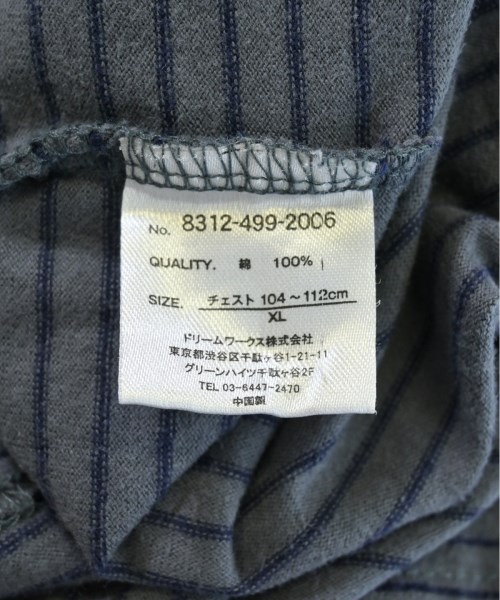 No. 8312-499-2006
QUALITY. 綿 100%
SIZE. チェスト 104～112cm
XL
ドリームワークス株式会社
東京都渋谷区千駄ヶ谷1-21-11
グリーンハイツ千駄ヶ谷2F
TEL 03-6447-2470
中国製